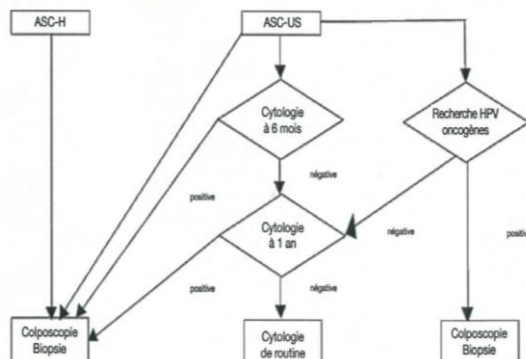 ASC-H
ASC-US
Cytologie
à 6 mois
Recherche HPV
oncogènes
négative
positive
Cytologie
à 1 an
négative
positive
positive
négative
Colposcopie
Biopsie
Cytologie
de routine
Colposcopie
Biopsie